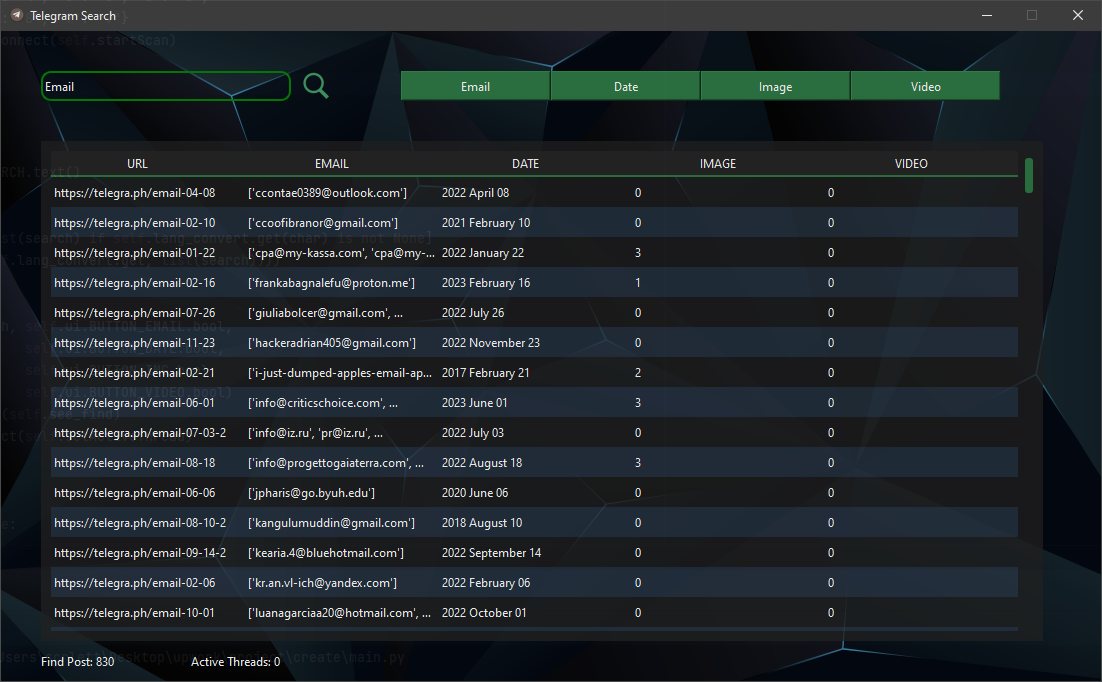 Telegram Search
onnect(self.startScan)
Email
Email Date Image Video
URL EMAIL DATE IMAGE VIDEO
https://telegra.ph/email-04-08 ['ccontae0389@outlook.com'] 2022 April 08 0 0
https://telegra.ph/email-02-10 ['ccoofibranor@gmail.com'] 2021 February 10 0 0
https://telegra.ph/email-01-22 ['cpa@my-kassa.com', 'cpa@my-... 2022 January 22 3 0
https://telegra.ph/email-02-16 ['frankabagnalefu@proton.me'] 2023 February 16 1 0
https://telegra.ph/email-07-26 ['giuliabolcer@gmail.com', ... 2022 July 26 0 0
https://telegra.ph/email-11-23 ['hackeradrian405@gmail.com'] 2022 November 23 0 0
https://telegra.ph/email-02-21 ['i-just-dumped-apples-email-ap... 2017 February 21 2 0
https://telegra.ph/email-06-01 ['info@criticschoice.com', ... 2023 June 01 3 0
https://telegra.ph/email-07-03-2 ['info@iz.ru', 'pr@iz.ru', ... 2022 July 03 0 0
https://telegra.ph/email-08-18 ['info@progettogaiaterra.com', ... 2022 August 18 3 0
https://telegra.ph/email-06-06 ['jpharis@go.byuh.edu'] 2020 June 06 0 0
https://telegra.ph/email-08-10-2 ['kangulumuddin@gmail.com'] 2018 August 10 0 0
https://telegra.ph/email-09-14-2 ['kearia.4@bluehotmail.com'] 2022 September 14 0 0
https://telegra.ph/email-02-06 ['kr.an.vl-ich@yandex.com'] 2022 February 06 0 0
https://telegra.ph/email-10-01 ['luanagarciaa20@hotmail.com', ... 2022 October 01 0 0
Find Post: 830 Active Threads: 0